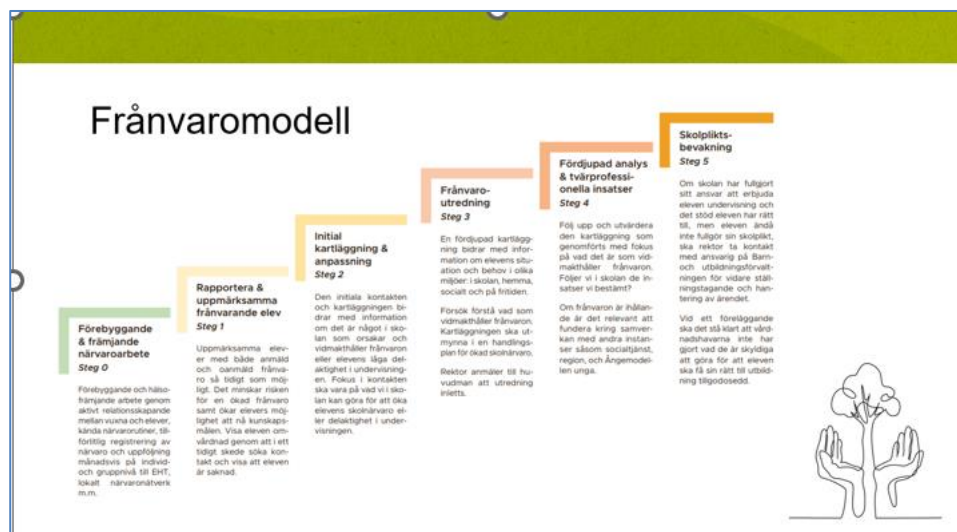 Frånvaromodell
Förebyggande
& främjande
närvaroarbete
Steg 0
Förebyggande och hälso-
främjande arbete genom
aktivt relationsskapande
mellan vuxna och elever,
kända närvarorutiner, till-
förlitlig registrering av
närvaro och uppföljning
månadsvis på individ-
och gruppnivå till EHT,
lokalt närvaronätverk
m.m.
Rapportera &
uppmärksamma
frånvarande elev
Steg 1
Uppmärksamma elev-
er med både anmäld
och oanmäld frånva-
ro så tidigt som möj-
ligt. Det minskar risken
för en ökad frånvaro
samt ökar elevers möj-
lighet att nå kunskaps-
målen. Visa eleven om-
vårdnad genom att i ett
tidigt skede söka kon-
takt och visa att eleven
är saknad.
Initial
kartläggning &
anpassning
Steg 2
Den initiala kontakten
och kartläggningen bi-
drar med information
om det är något i sko-
lan som orsakar och
vidmakthåller frånvaron
eller elevens låga del-
aktighet i undervisning-
en. Fokus i kontakten
ska vara på vad vi i sko-
lan kan göra för att öka
elevens skolnärvaro el-
ler delaktighet i under-
visningen.
Frånvaro-
utredning
Steg 3
En fördjupad kartlägg-
ning bidrar med infor-
mation om elevens situ-
ation och behov i olika
miljöer: i skolan, hemma,
socialt och på fritiden.
Försök förstå vad som
vidmakthåller frånvaron.
Kartläggningen ska ut-
mynna i en handlings-
plan för ökad skolnärvaro.
Rektor anmäler till hu-
vudman att utredning
inletts.
Fördjupad analys
& tvärprofessi-
onella insatser
Steg 4
Följ upp och utvärdera
den kartläggning som
genomförts med fokus
på vad det är som vid-
makthåller frånvaron.
Följer vi i skolan de in-
satser vi bestämt?
Om frånvaron är ihållan-
de är det relevant att
fundera kring samver-
kan med andra instan-
ser såsom socialtjänst,
region, och Ångemodel-
len unga.
Skolplikts-
bevakning
Steg 5
Om skolan har fullgjort
sitt ansvar att erbjuda
eleven undervisning och
det stöd eleven har rätt
till, men eleven ändå
inte fullgör sin skolplikt,
ska rektor ta kontakt
med ansvarig på Barn-
och utbildningsförvalt-
ningen för vidare ställ-
ningstagande och han-
tering av ärendet.
Vid ett föreläggande
ska det stå klart att vård-
nadshavarna inte har
gjort vad de är skyldiga
att göra för att eleven
ska få sin rätt till utbild-
ning tillgodosedd.